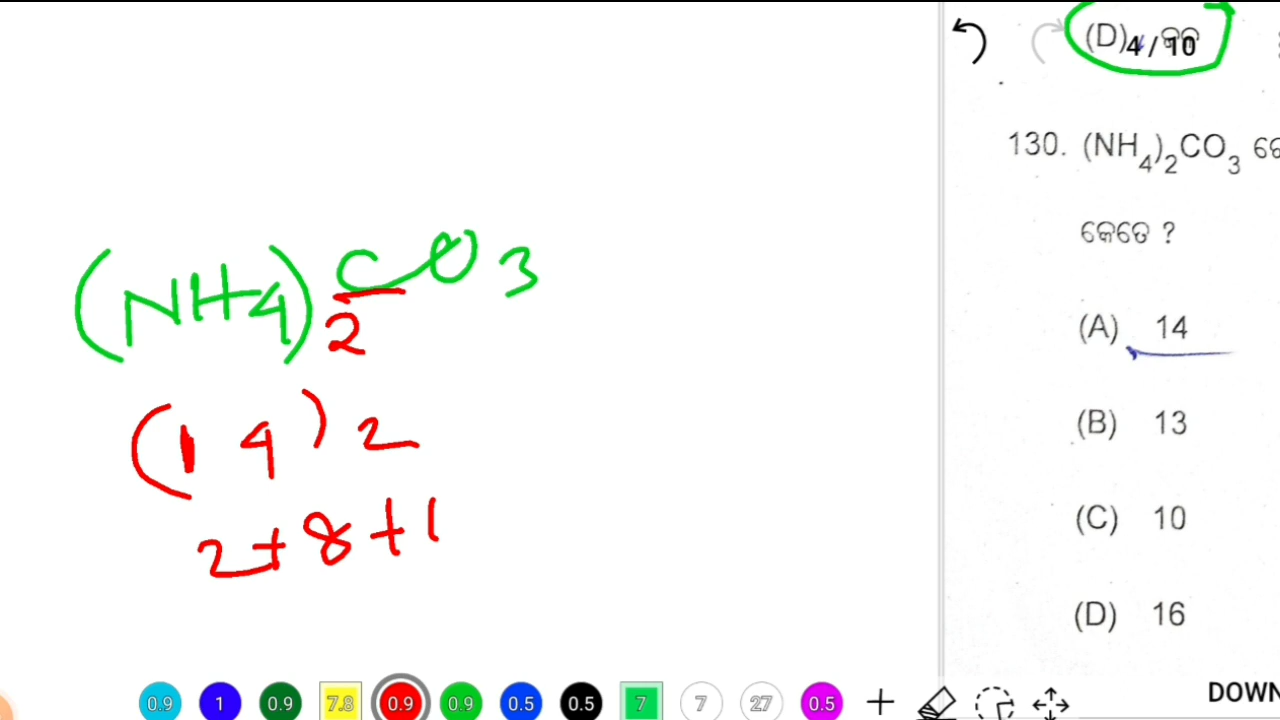 (NH4)2CO3
(1 4)2
2+8+1
(D)
4/10
130. (NH4)2CO3
କେତେ ?
(A) 14
(B) 13
(C) 10
(D) 16
0.9 1 0.9 7.8 0.9 0.9 0.5 0.5 7 7 27 0.5
DOWN